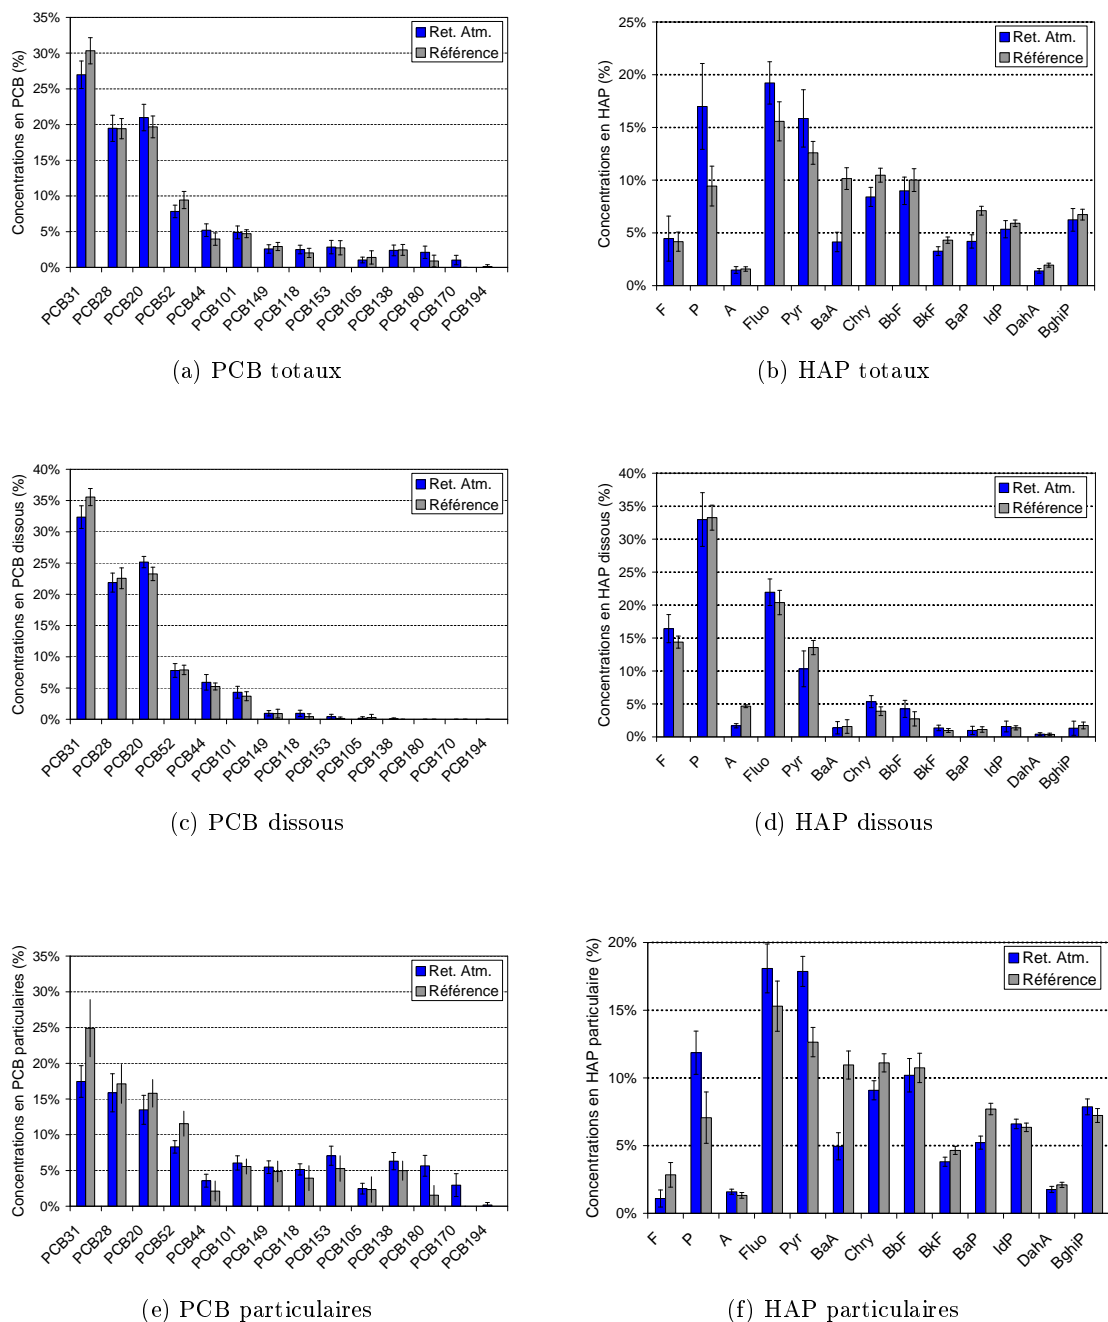 Concentrations en PCB (%)
35%
30%
25%
20%
15%
10%
5%
0%
Ret. Atm.
Référence
PCB31
PCB28
PCB20
PCB52
PCB44
PCB101
PCB149
PCB118
PCB153
PCB105
PCB138
PCB180
PCB170
PCB194
(a) PCB totaux
Concentrations en HAP (%)
25%
20%
15%
10%
5%
0%
Ret. Atm.
Référence
F
P
A
Fluo
Pyr
BaA
Chry
BbF
BkF
BaP
IdP
DahA
BghiP
(b) HAP totaux
Concentrations en PCB dissous (%)
40%
35%
30%
25%
20%
15%
10%
5%
0%
Ret. Atm.
Référence
PCB31
PCB28
PCB20
PCB52
PCB44
PCB101
PCB149
PCB118
PCB153
PCB105
PCB138
PCB180
PCB170
PCB194
(c) PCB dissous
Concentrations en HAP dissous (%)
40%
35%
30%
25%
20%
15%
10%
5%
0%
Ret. Atm.
Référence
F
P
A
Fluo
Pyr
BaA
Chry
BbF
BkF
BaP
IdP
DahA
BghiP
(d) HAP dissous
Concentrations en PCB particulaires (%)
35%
30%
25%
20%
15%
10%
5%
0%
Ret. Atm.
Référence
PCB31
PCB28
PCB20
PCB52
PCB44
PCB101
PCB149
PCB118
PCB153
PCB105
PCB138
PCB180
PCB170
PCB194
(e) PCB particulaires
Concentrations en HAP particulaire (%)
20%
15%
10%
5%
0%
Ret. Atm.
Référence
F
P
A
Fluo
Pyr
BaA
Chry
BbF
BkF
BaP
IdP
DahA
BghiP
(f) HAP particulaires